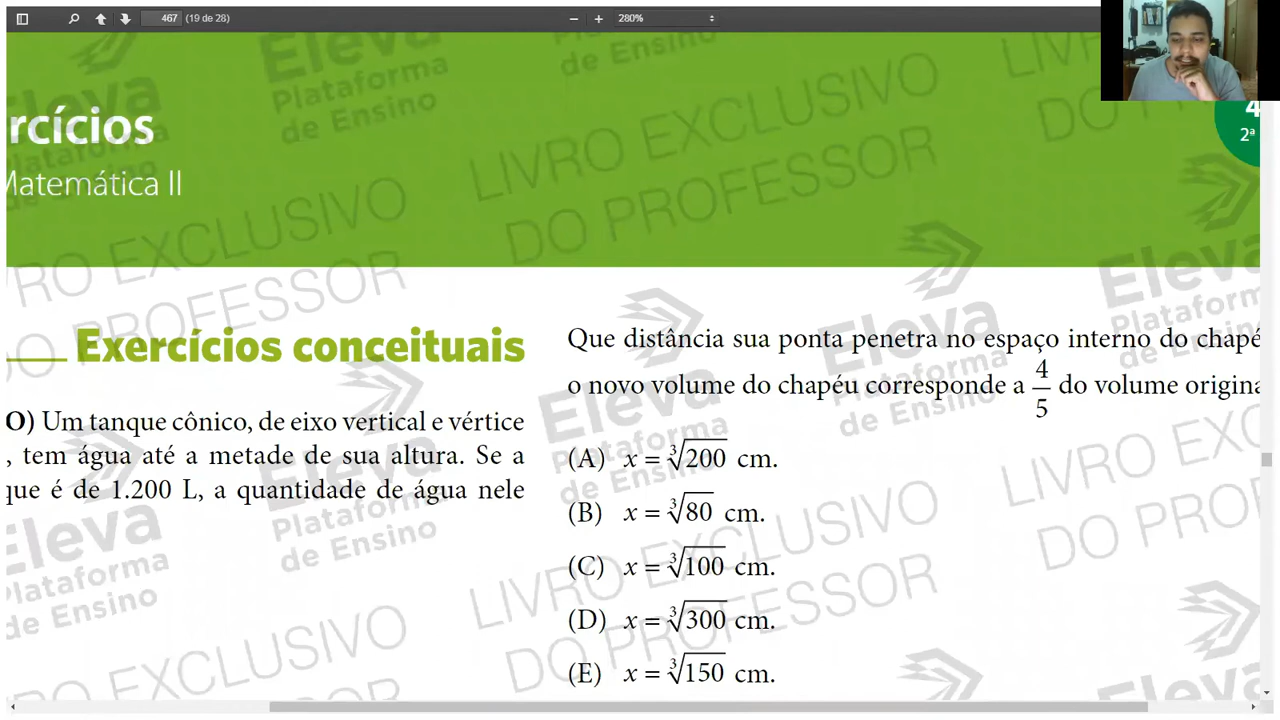 467 (19 de 28)
280%
rcícios
Matemática II
4
2ª
Exercícios conceituais
O) Um tanque cônico, de eixo vertical e vértice
, tem água até a metade de sua altura. Se a
que é de 1.200 L, a quantidade de água nele
Que distância sua ponta penetra no espaço interno do chapé
o novo volume do chapéu corresponde a 4/5 do volume origina
(A) x = ∛200 cm.
(B) x = ∛80 cm.
(C) x = ∛100 cm.
(D) x = ∛300 cm.
(E) x = ∛150 cm.
Eleva
Plataforma
de Ensino
LIVRO EXCLUSIVO
DO PROFESSOR